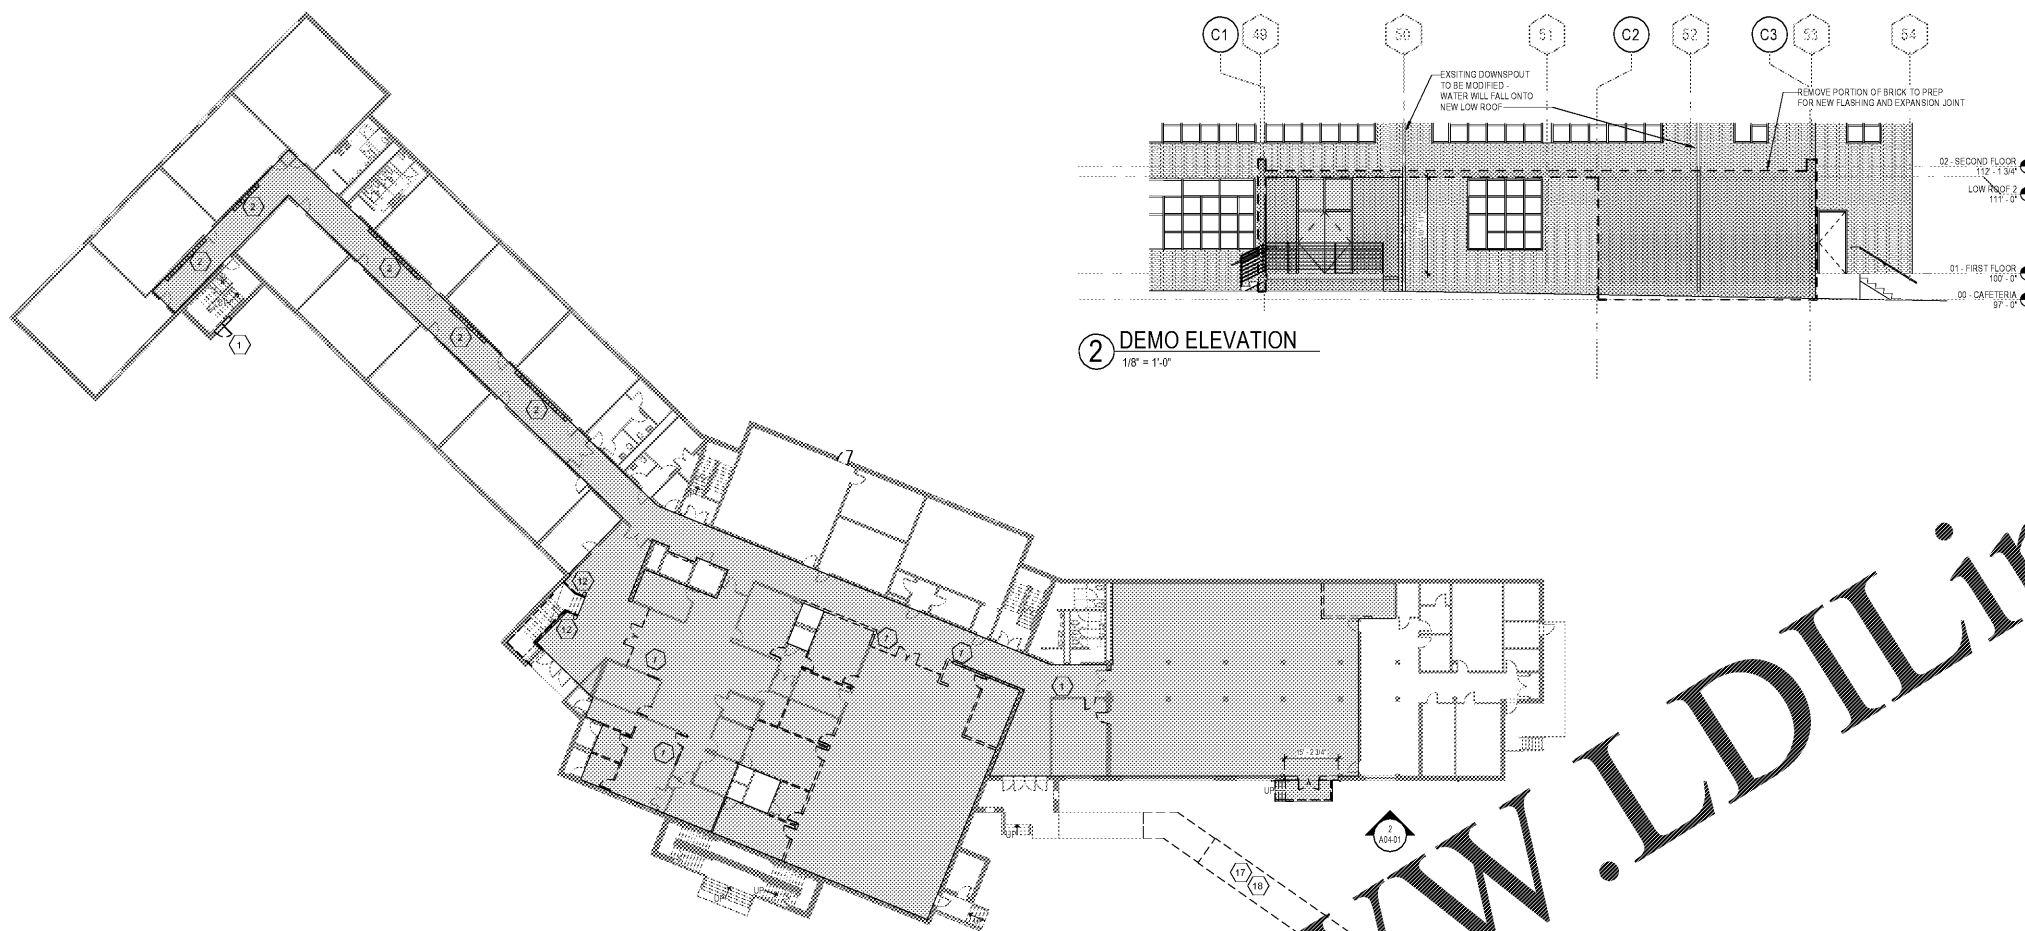 C1 49 50 51 C2 52 C3 53 54
EXSITING DOWNSPOUT
TO BE MODIFIED -
WATER WILL FALL ONTO
NEW LOW ROOF
REMOVE PORTION OF BRICK TO PREP
FOR NEW FLASHING AND EXPANSION JOINT
02 - SECOND FLOOR
112' - 1 3/4"
LOW ROOF 2
111' - 0"
01 - FIRST FLOOR
100' - 0"
00 - CAFETERIA
97' - 0"
2 DEMO ELEVATION
1/8" = 1'-0"
2
2
2
1
2
2
12
12
1
1
1
1
1
UP
UP
UP
2
A04-01
17
18
WW.LDILin